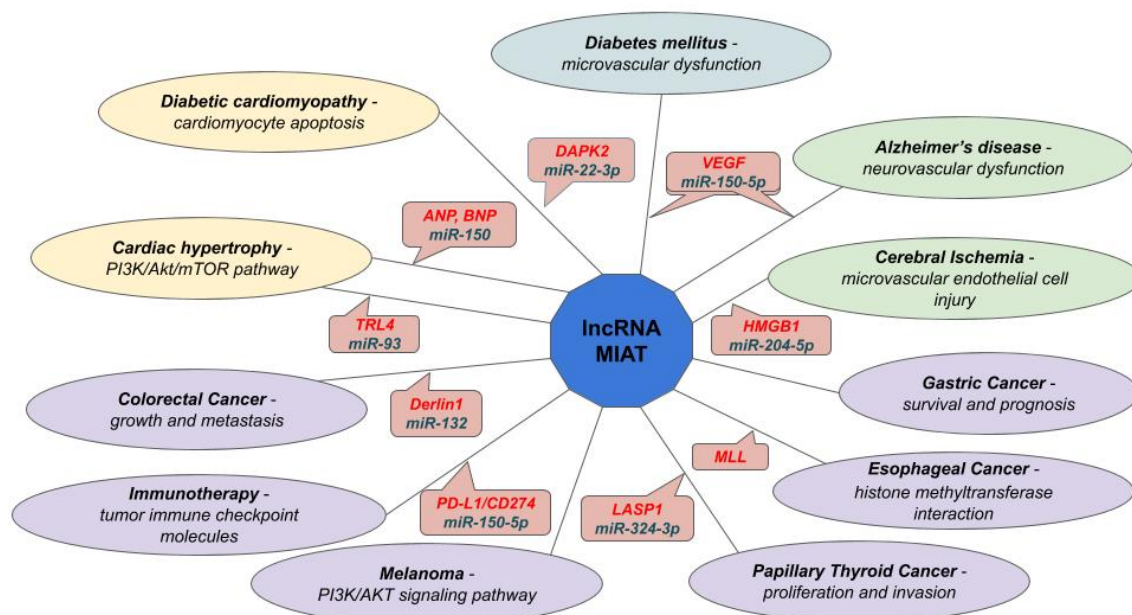 Diabetes mellitus -
microvascular dysfunction
Diabetic cardiomyopathy -
cardiomyocyte apoptosis
DAPK2
miR-22-3p
VEGF
miR-150-5p
Alzheimer's disease -
neurovascular dysfunction
ANP, BNP
miR-150
Cardiac hypertrophy -
PI3K/Akt/mTOR pathway
Cerebral Ischemia -
microvascular endothelial cell
injury
lncRNA
MIAT
TRL4
miR-93
HMGB1
miR-204-5p
Colorectal Cancer -
growth and metastasis
Derlin1
miR-132
Gastric Cancer -
survival and prognosis
MLL
Immunotherapy -
tumor immune checkpoint
molecules
PD-L1/CD274
miR-150-5p
LASP1
miR-324-3p
Esophageal Cancer -
histone methyltransferase
interaction
Melanoma -
PI3K/AKT signaling pathway
Papillary Thyroid Cancer -
proliferation and invasion